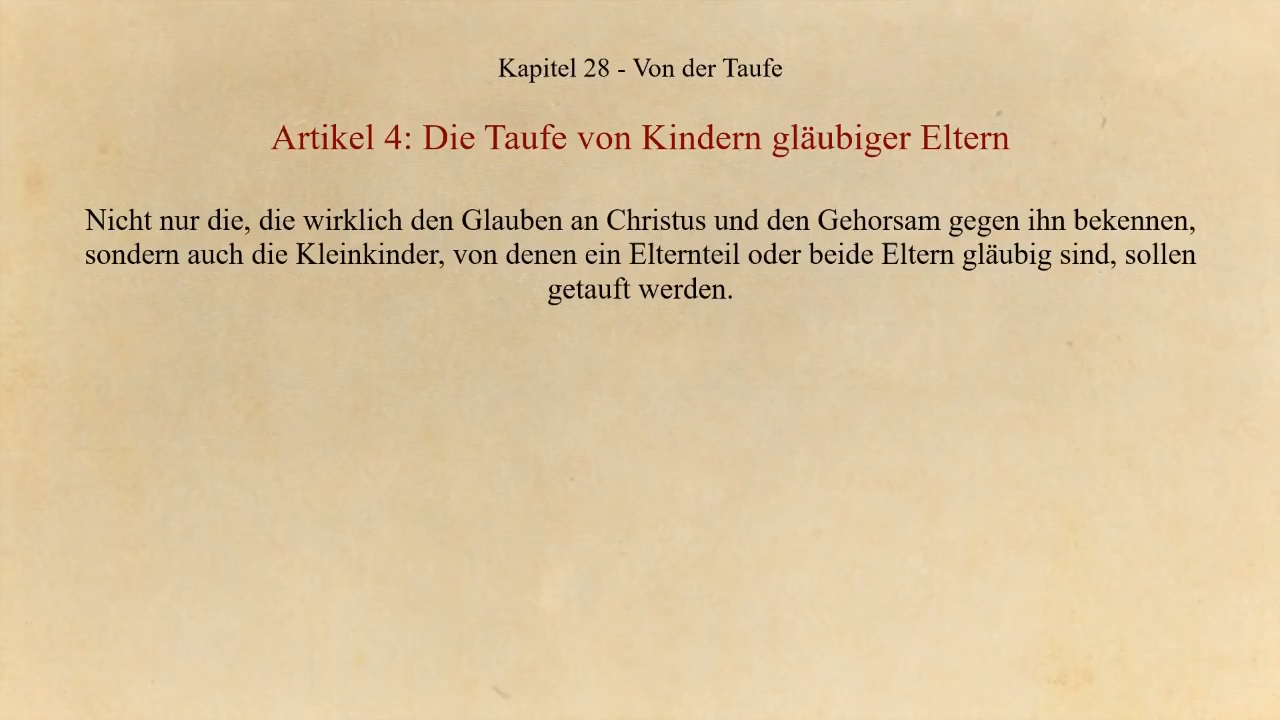 Kapitel 28 - Von der Taufe
Artikel 4: Die Taufe von Kindern gläubiger Eltern
Nicht nur die, die wirklich den Glauben an Christus und den Gehorsam gegen ihn bekennen,
sondern auch die Kleinkinder, von denen ein Elternteil oder beide Eltern gläubig sind, sollen
getauft werden.